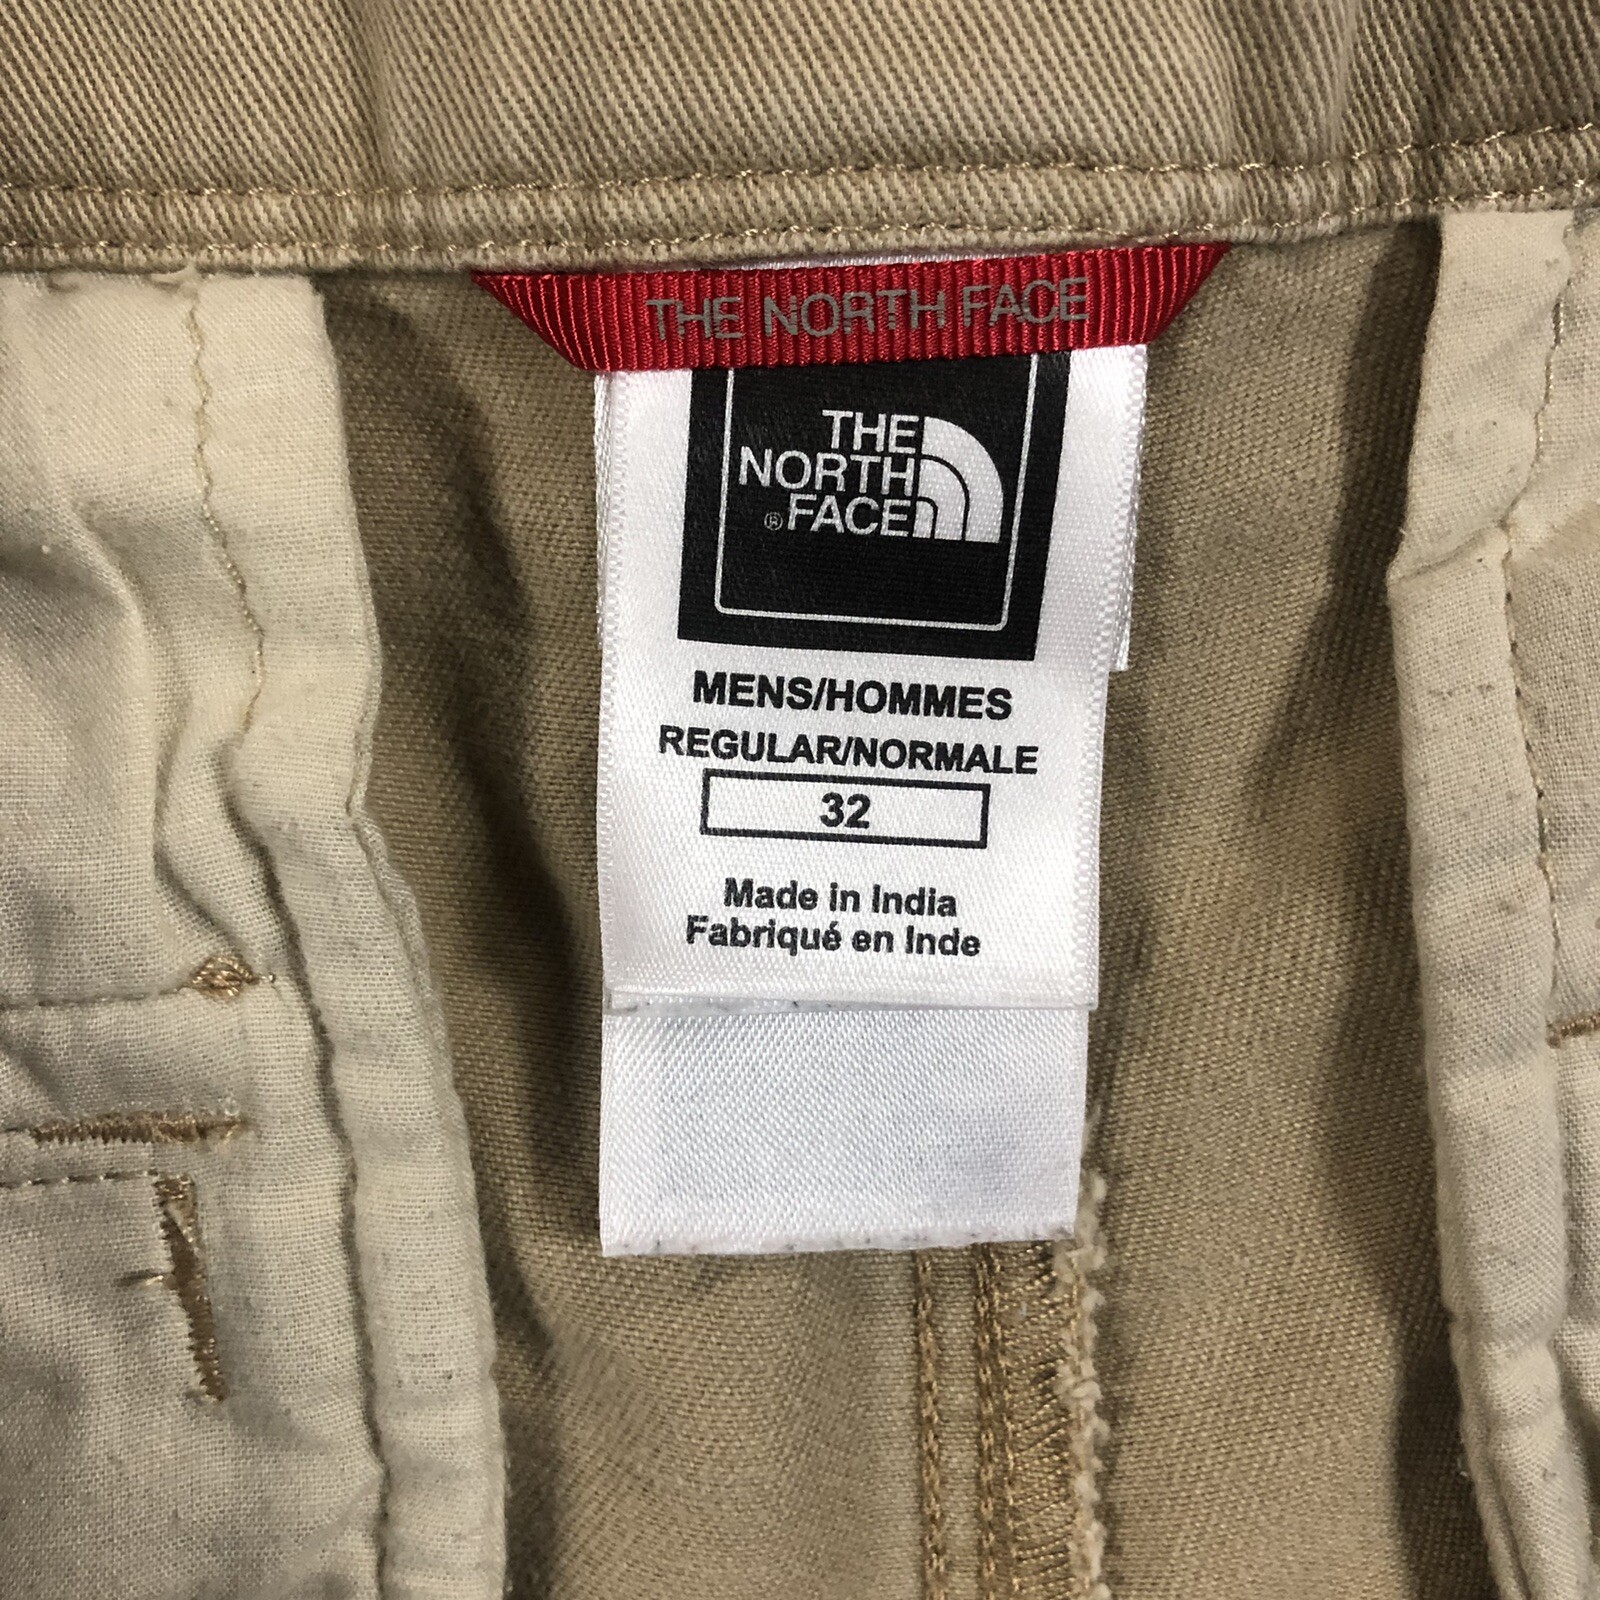 THE NORTH FACE
THE
NORTH
® FACE
MENS/HOMMES
REGULAR/NORMALE
32
Made in India
Fabriqué en Inde